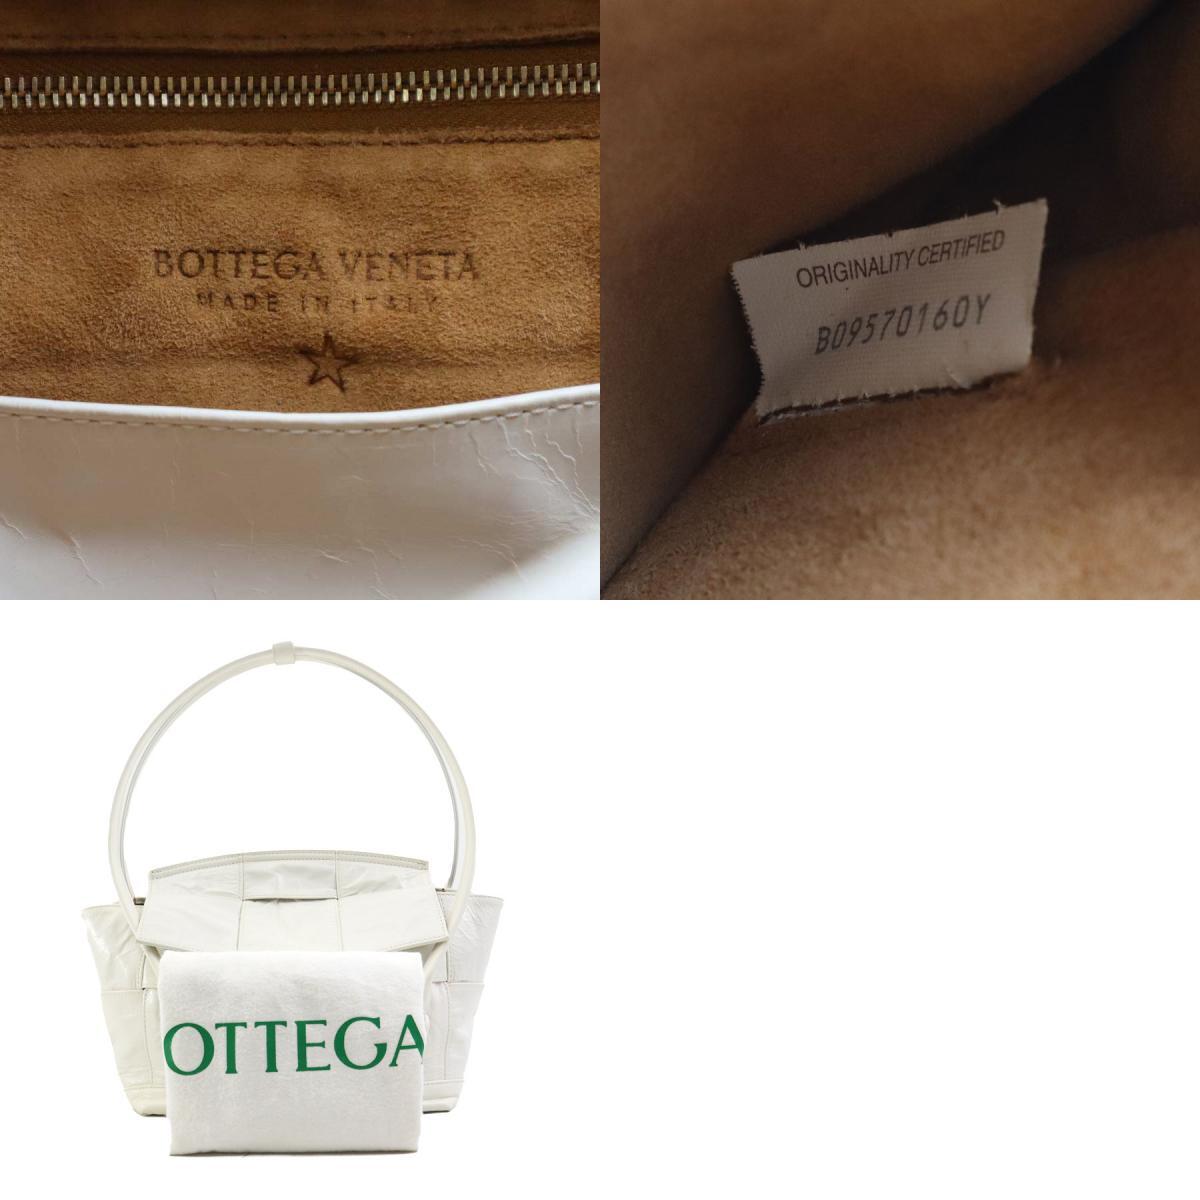 BOTTEGA VENETA
MADE IN ITALY
ORIGINALITY CERTIFIED
B09570160Y
OTTEGA